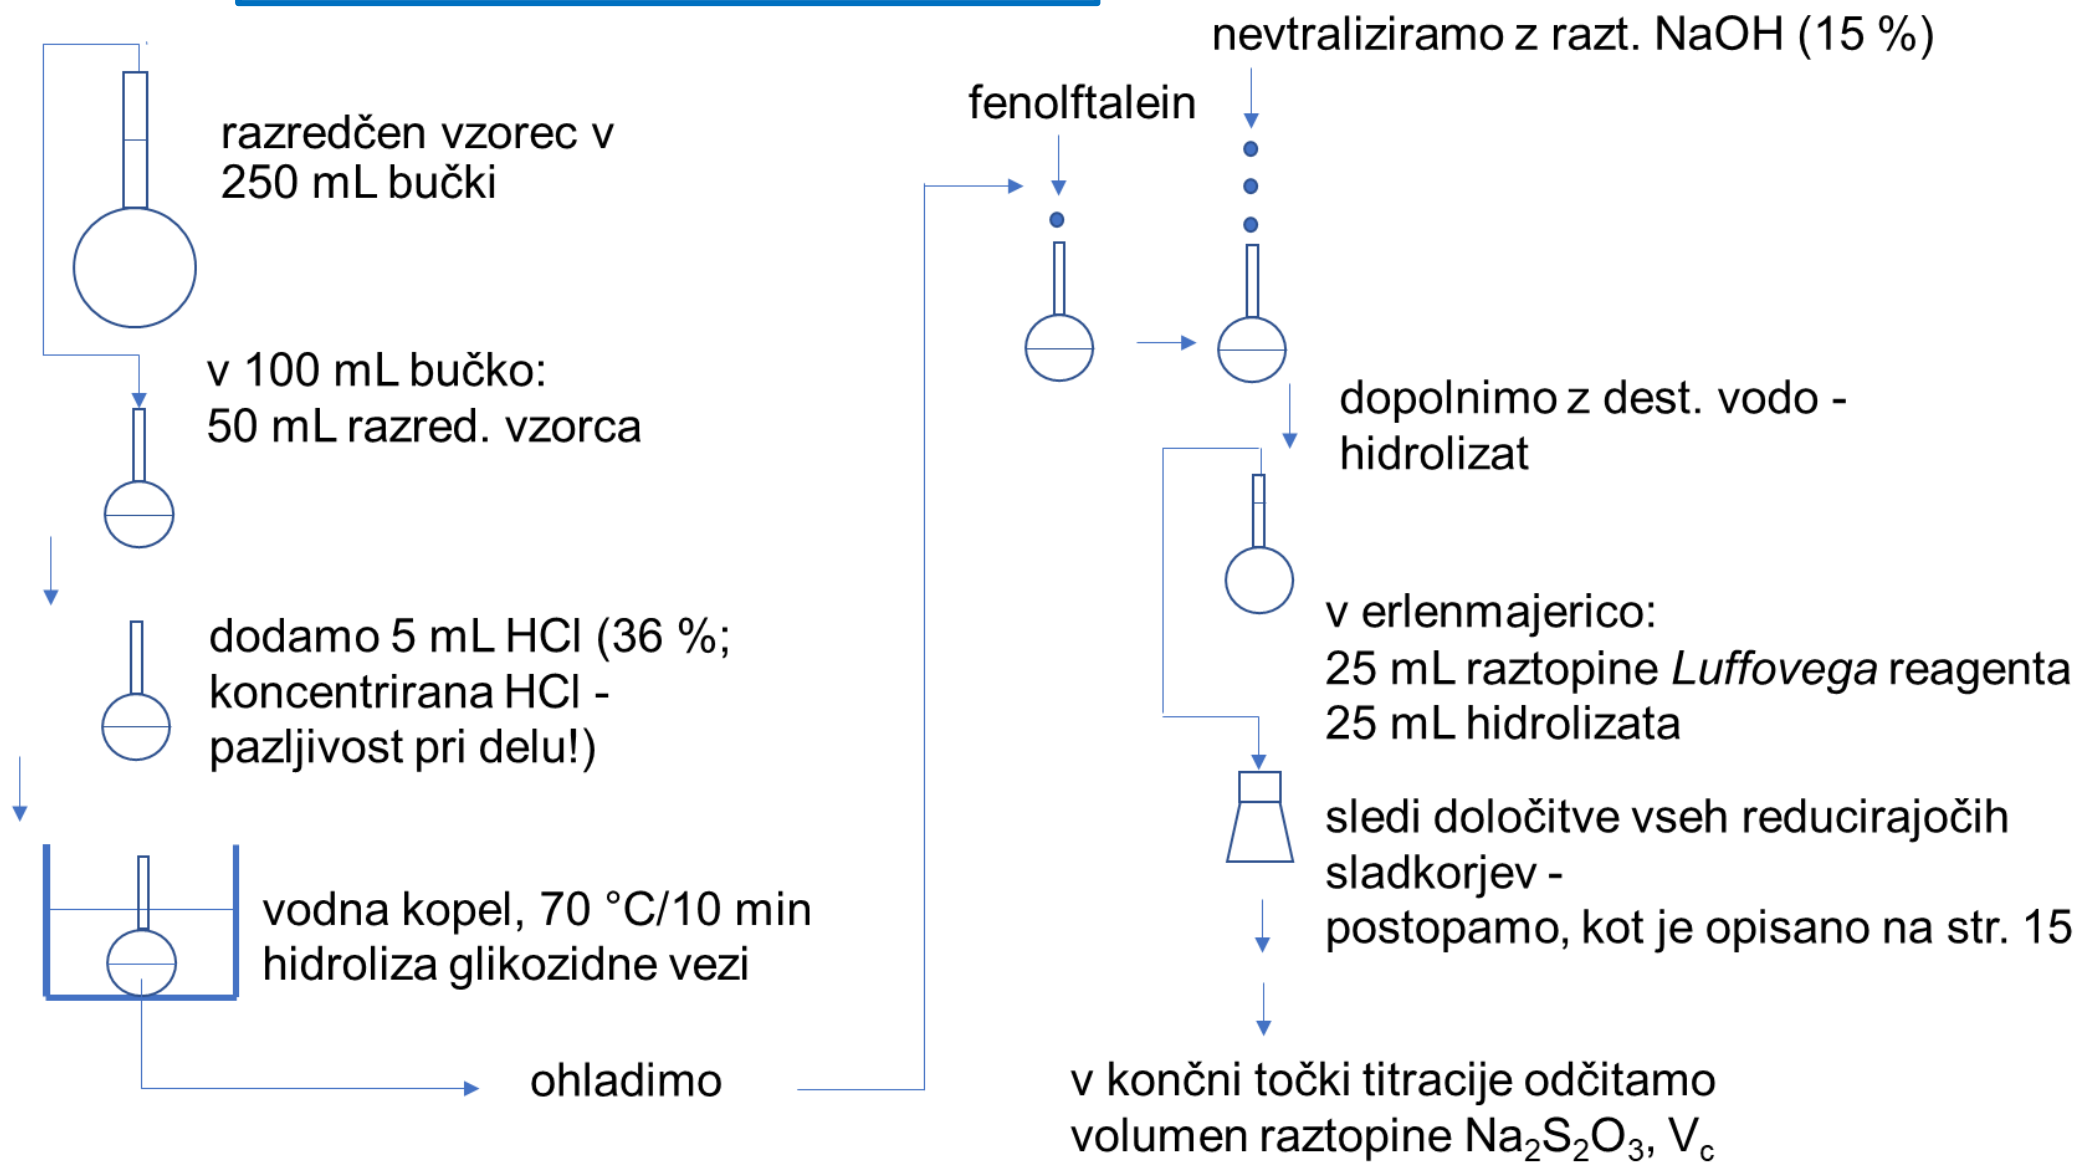 razredčen vzorec v
250 mL bučki
v 100 mL bučko:
50 mL razred. vzorca
dodamo 5 mL HCl (36 %;
koncentrirana HCl -
pazljivost pri delu!)
vodna kopel, 70 °C/10 min
hidroliza glikozidne vezi
ohladimo
fenolftalein
nevtraliziramo z razt. NaOH (15 %)
dopolnimo z dest. vodo -
hidrolizat
v erlenmajerico:
25 mL raztopine Luffovega reagenta
25 mL hidrolizata
sledi določitve vseh reducirajočih
sladkorjev -
postopamo, kot je opisano na str. 15
v končni točki titracije odčitamo
volumen raztopine Na₂S₂O₃, V_c